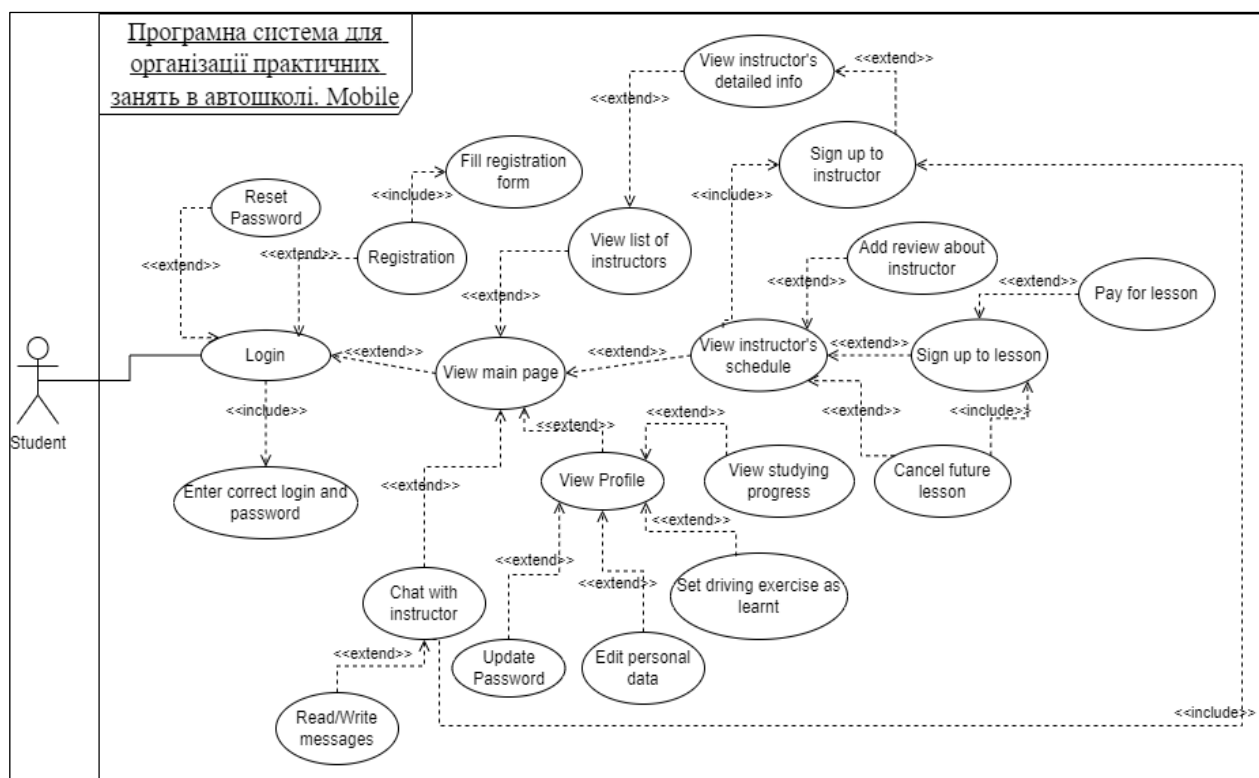 Програмна система для
організації практичних
занять в автошколі. Mobile
View instructor's
detailed info
<<extend>>
<<extend>>
Sign up to
instructor
Fill registration
form
<<include>>
<<include>>
Reset
Password
Registration
View list of
instructors
Add review about
instructor
<<extend>>
<<extend>>
<<extend>>
<<extend>>
<<extend>>
Pay for lesson
Login
<<extend>>
View main page
<<extend>>
View instructor's
schedule
<<extend>>
Sign up to lesson
<<include>>
<<extend>>
<<extend>>
<<include>>
Student
Enter correct login and
password
<<extend>>
View Profile
<<extend>>
View studying
progress
Cancel future
lesson
<<extend>>
<<extend>>
<<extend>>
Chat with
instructor
Set driving exercise as
learnt
<<extend>>
Update
Password
Edit personal
data
Read/Write
messages
<<include>>